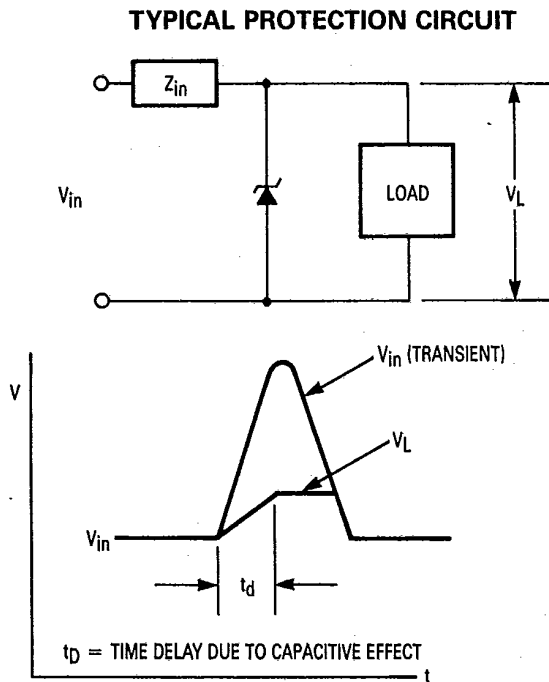 TYPICAL PROTECTION CIRCUIT
Zin
Vin
LOAD
VL
V
Vin (TRANSIENT)
VL
Vin
td
tD = TIME DELAY DUE TO CAPACITIVE EFFECT
t